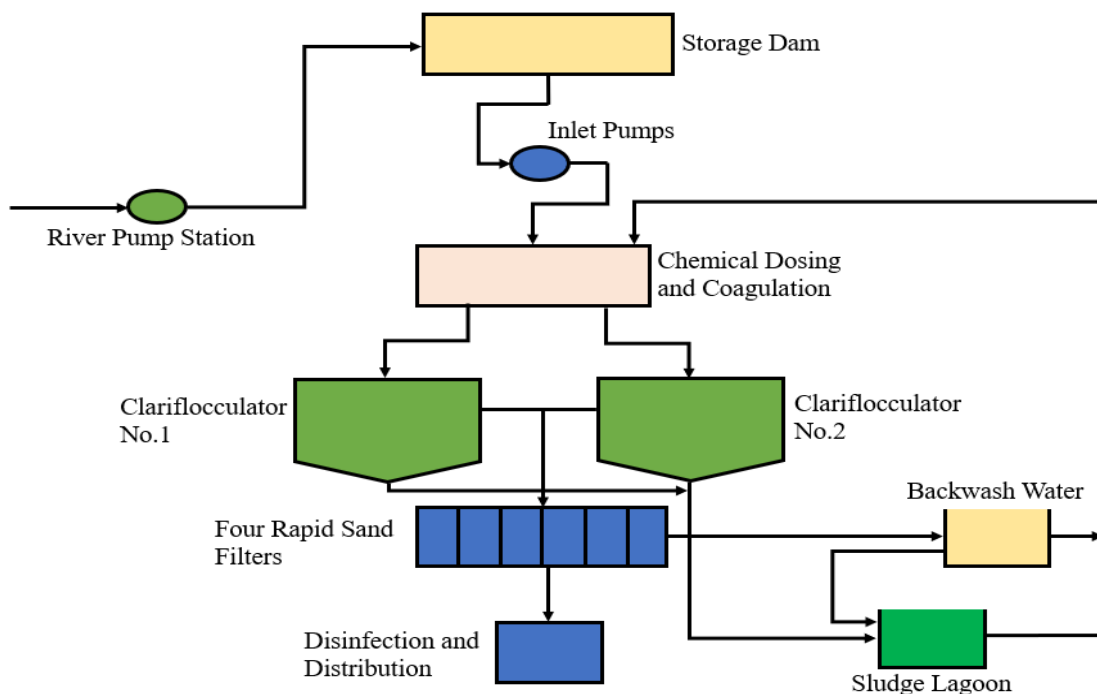 Storage Dam
Inlet Pumps
River Pump Station
Chemical Dosing
and Coagulation
Clariflocculator
No.1
Clariflocculator
No.2
Backwash Water
Four Rapid Sand
Filters
Disinfection and
Distribution
Sludge Lagoon